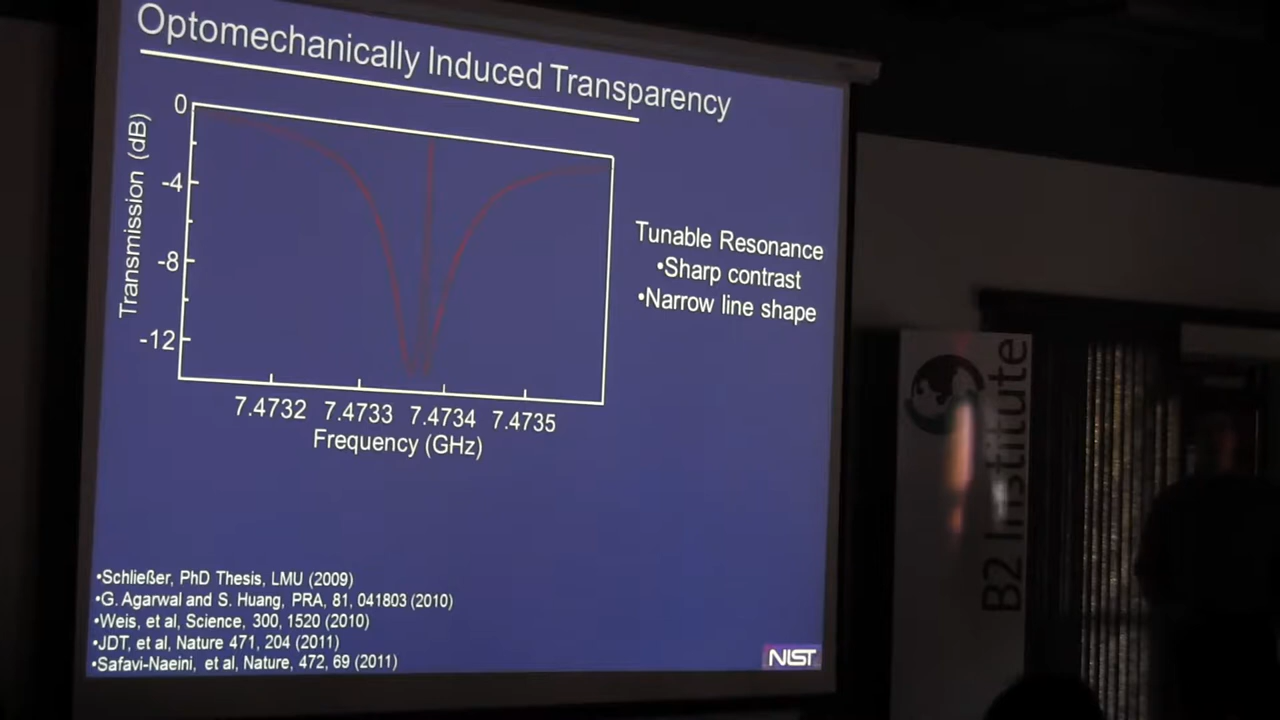 Optomechanically Induced Transparency
0
-4
-8
-12
Transmission (dB)
7.4732 7.4733 7.4734 7.4735
Frequency (GHz)
Tunable Resonance
•Sharp contrast
•Narrow line shape
•Schließer, PhD Thesis, LMU (2009)
•G. Agarwal and S. Huang, PRA, 81, 041803 (2010)
•Weis, et al, Science, 300, 1520 (2010)
•JDT, et al, Nature 471, 204 (2011)
•Safavi-Naeini, et al, Nature, 472, 69 (2011)
NIST
B2 Institute